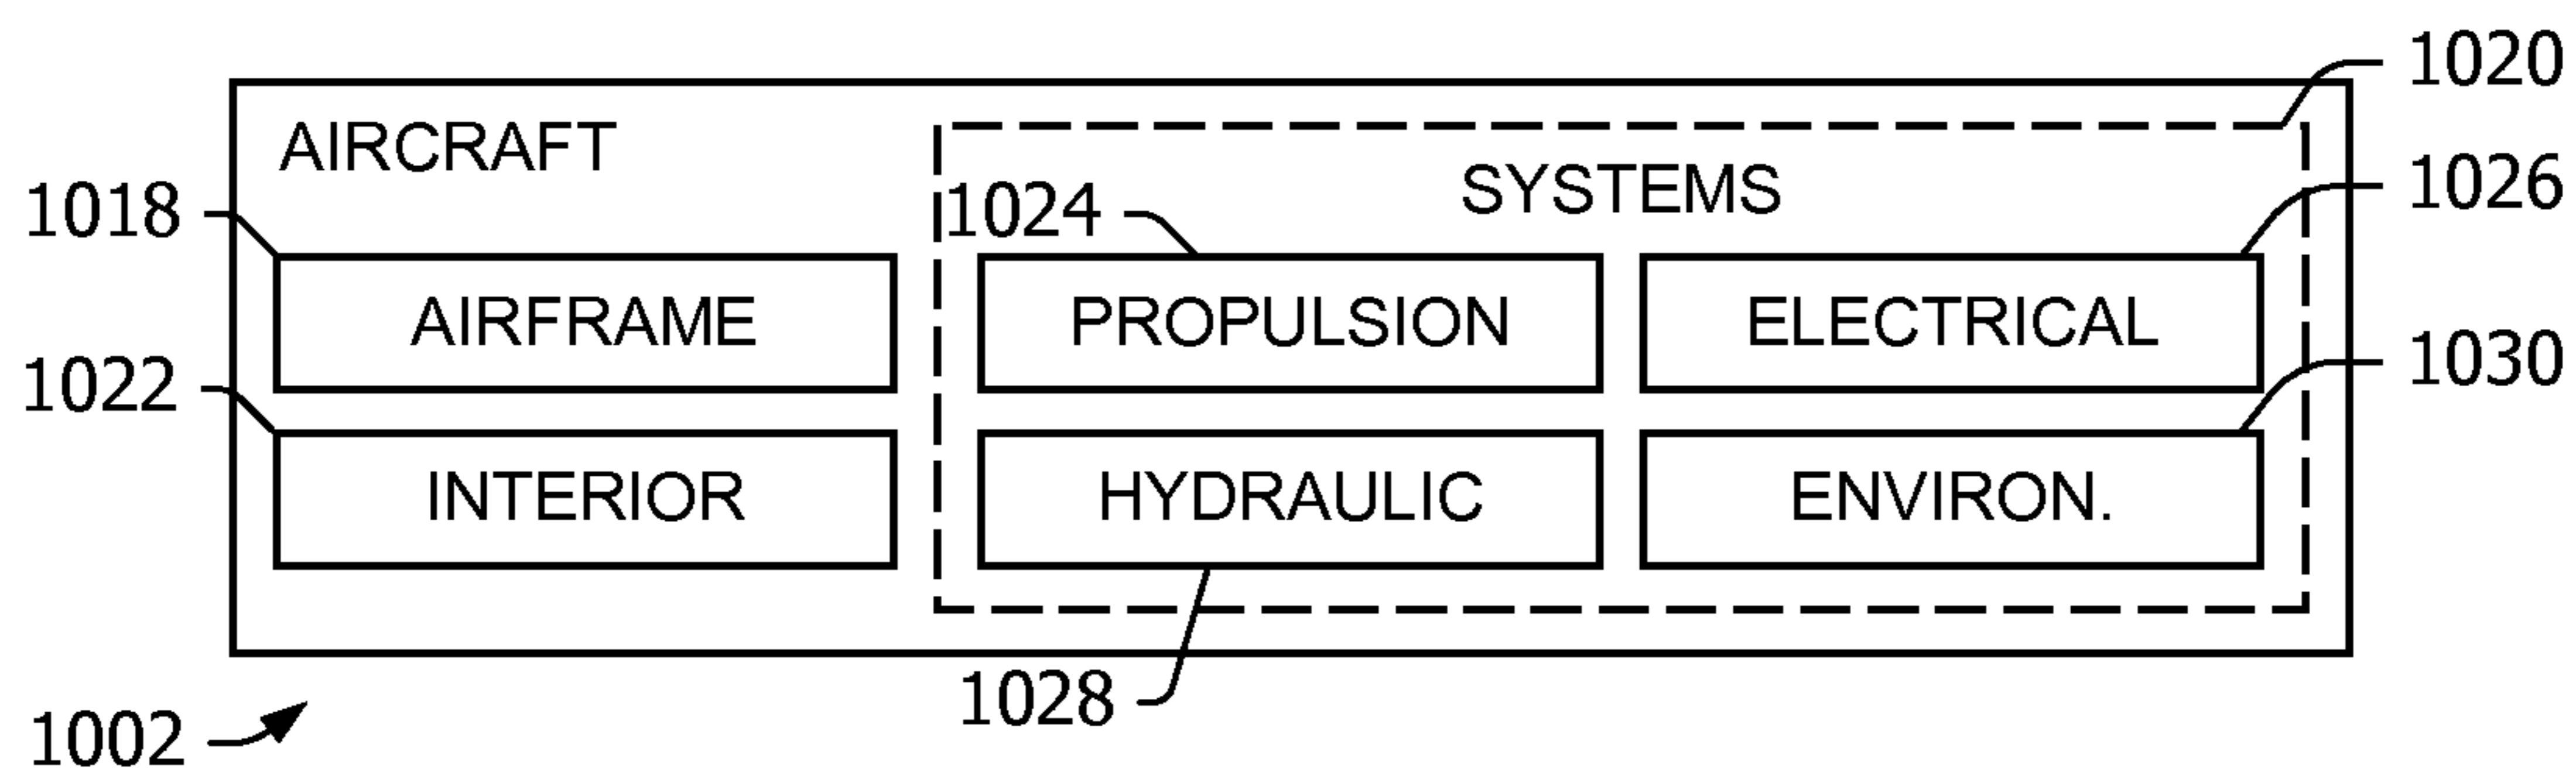 1020
AIRCRAFT
SYSTEMS
1018
1024
1026
AIRFRAME
PROPULSION
ELECTRICAL
1022
1030
INTERIOR
HYDRAULIC
ENVIRON.
1028
1002